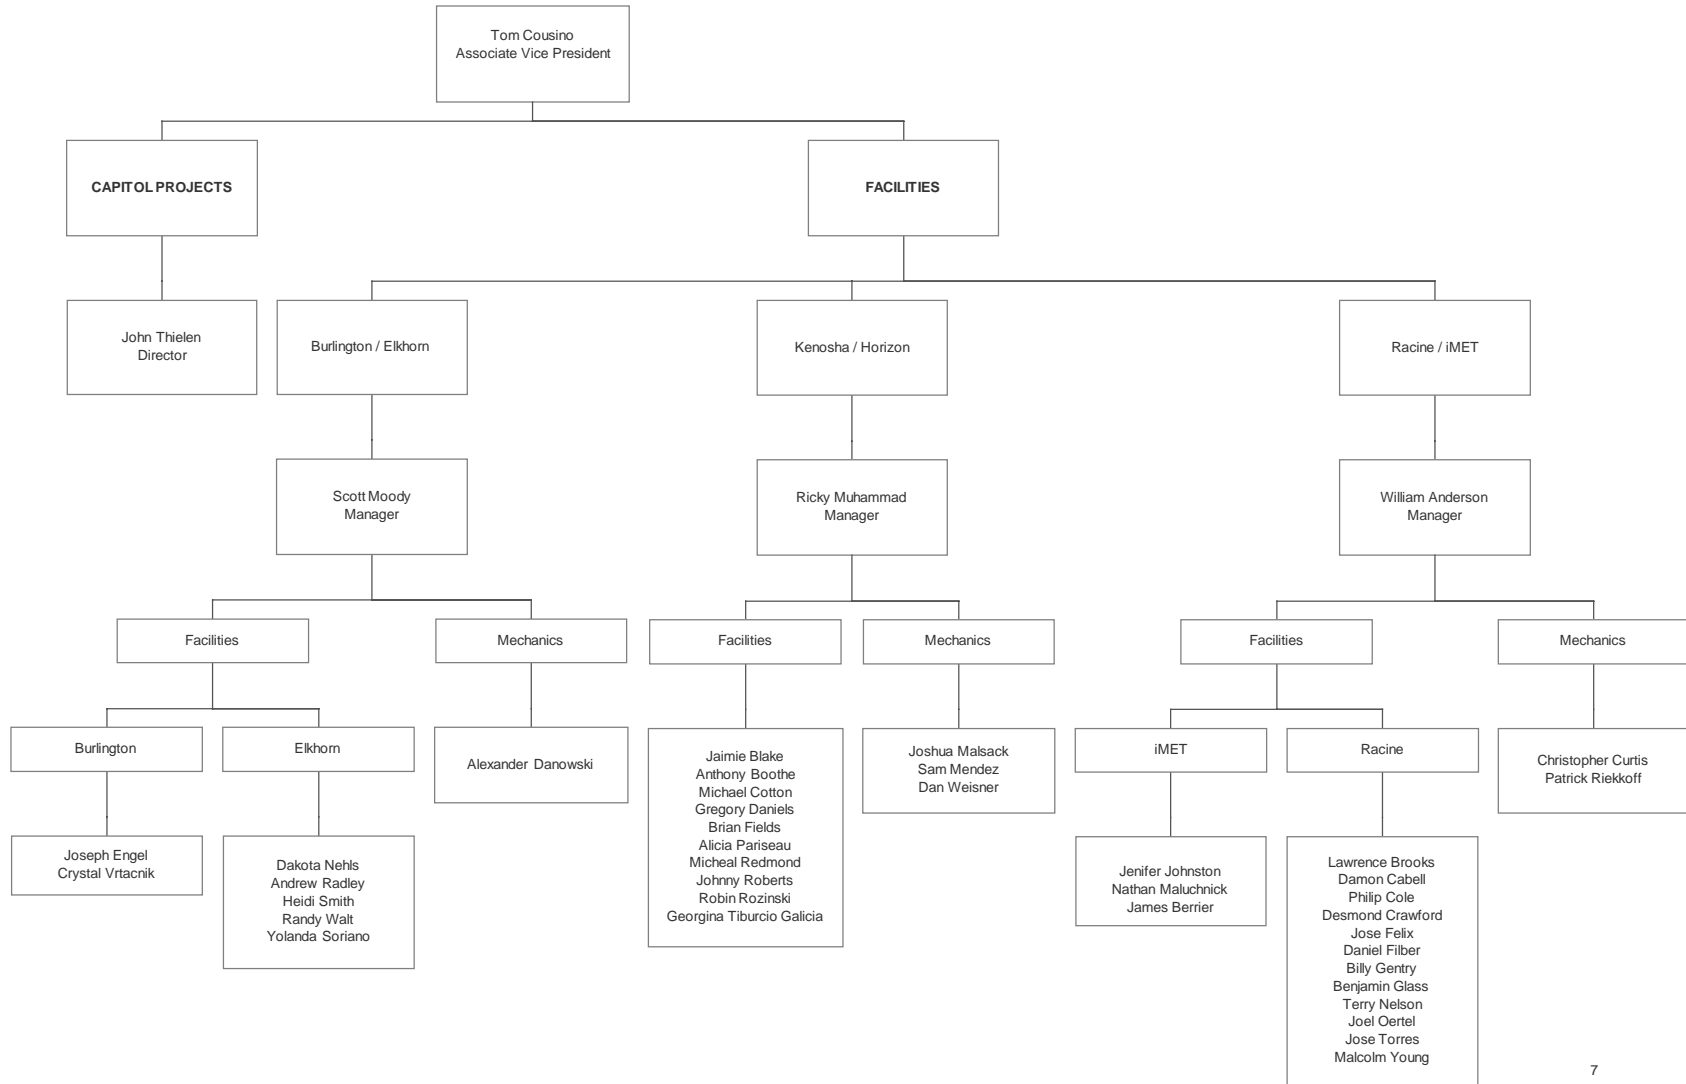 Tom Cousino
Associate Vice President
CAPITOL PROJECTS
FACILITIES
John Thielen
Director
Burlington / Elkhorn
Kenosha / Horizon
Racine / iMET
Scott Moody
Manager
Ricky Muhammad
Manager
William Anderson
Manager
Facilities
Mechanics
Facilities
Mechanics
Facilities
Mechanics
Burlington
Elkhorn
Alexander Danowski
Jaimie Blake
Anthony Boothe
Michael Cotton
Gregory Daniels
Brian Fields
Alicia Pariseau
Micheal Redmond
Johnny Roberts
Robin Rozinski
Georgina Tiburcio Galicia
Joshua Malsack
Sam Mendez
Dan Weisner
iMET
Racine
Christopher Curtis
Patrick Riekkoff
Joseph Engel
Crystal Vrtacnik
Dakota Nehls
Andrew Radley
Heidi Smith
Randy Walt
Yolanda Soriano
Jenifer Johnston
Nathan Maluchnick
James Berrier
Lawrence Brooks
Damon Cabell
Philip Cole
Desmond Crawford
Jose Felix
Daniel Filber
Billy Gentry
Benjamin Glass
Terry Nelson
Joel Oertel
Jose Torres
Malcolm Young
7